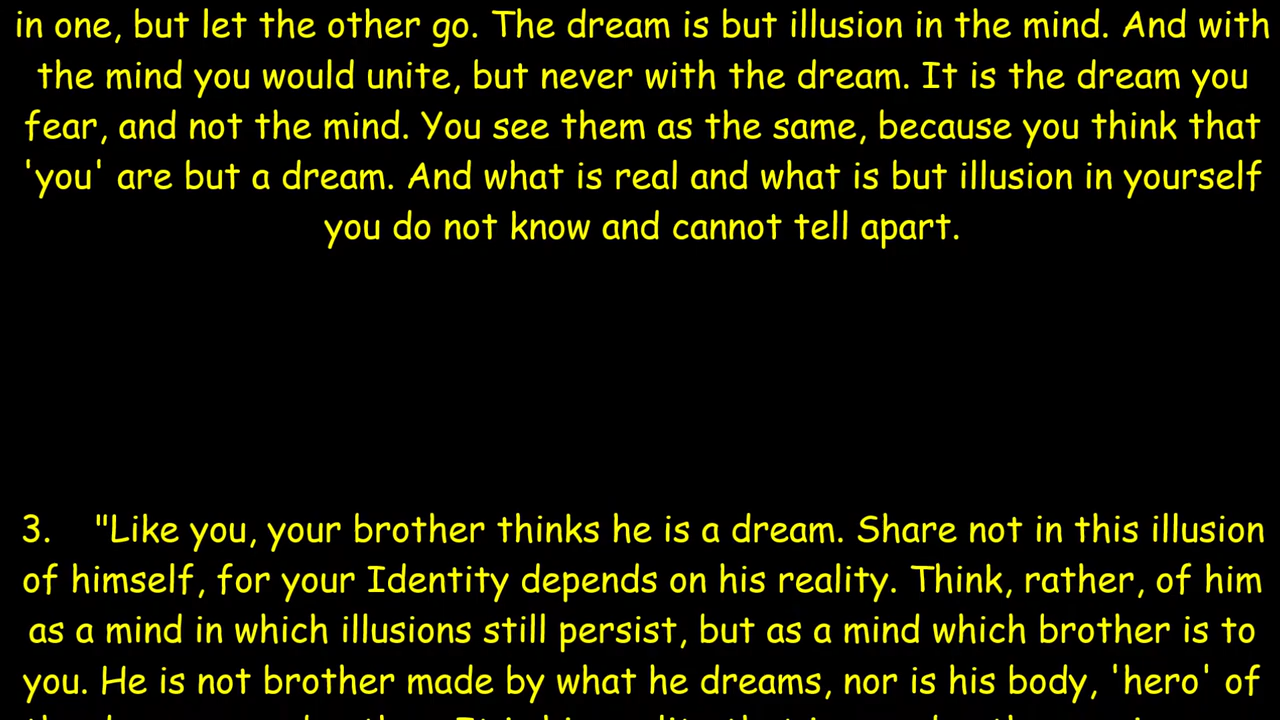 in one, but let the other go. The dream is but illusion in the mind. And with
the mind you would unite, but never with the dream. It is the dream you
fear, and not the mind. You see them as the same, because you think that
'you' are but a dream. And what is real and what is but illusion in yourself
you do not know and cannot tell apart.
3. "Like you, your brother thinks he is a dream. Share not in this illusion
of himself, for your Identity depends on his reality. Think, rather, of him
as a mind in which illusions still persist, but as a mind which brother is to
you. He is not brother made by what he dreams, nor is his body, 'hero' of